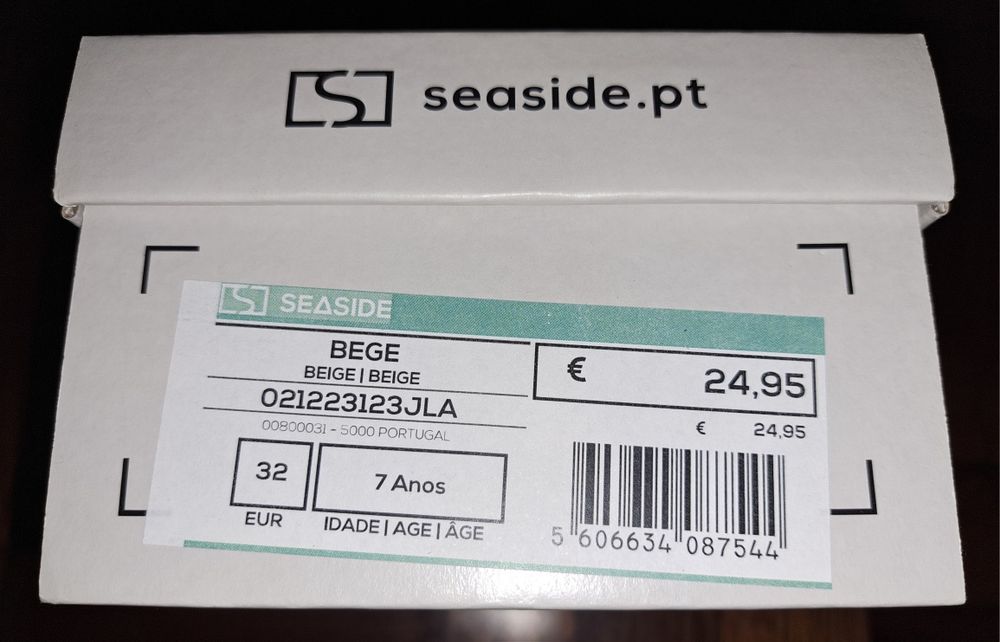 seaside.pt
SEASIDE
BEGE
BEIGE | BEIGE
021223123JLA
00800031 - 5000 PORTUGAL
€ 24,95
€ 24,95
32
7 Anos
EUR
IDADE | AGE | ÂGE
5 606634 087544